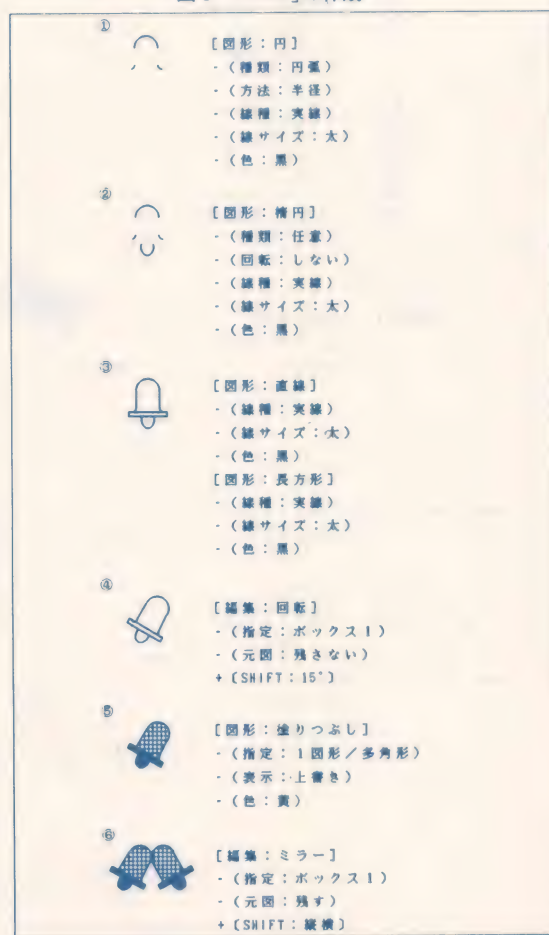 ①
[図形：円]
-（種類：円弧）
-（方法：半径）
-（線種：実線）
-（線サイズ：太）
-（色：黒）
②
[図形：楕円]
-（種類：任意）
-（回転：しない）
-（線種：実線）
-（線サイズ：太）
-（色：黒）
③
[図形：直線]
-（線種：実線）
-（線サイズ：太）
-（色：黒）
[図形：長方形]
-（線種：実線）
-（線サイズ：太）
-（色：黒）
④
[編集：回転]
-（指定：ボックス1）
-（元図：残さない）
+〔SHIFT：15°〕
⑤
[図形：塗りつぶし]
-（指定：1図形／多角形）
-（表示：上書き）
-（色：黄）
⑥
[編集：ミラー]
-（指定：ボックス1）
-（元図：残す）
+〔SHIFT：縦横〕